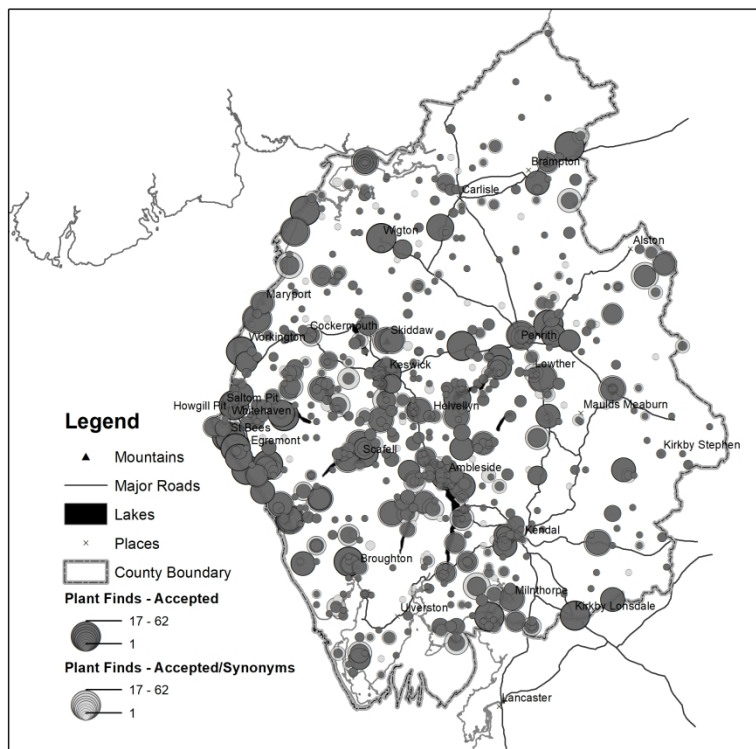 Brampton
Carlisle
Wigton
Alston
Maryport
Cockermouth
Skiddaw
Workington
Penrith
Keswick
Lowther
Saltom Pit
Howgill Pit
Whitehaven
Helvellyn
Maulds Meaburn
St Bees
Egremont
Scafell
Kirkby Stephen
Ambleside
Kendal
Broughton
Milnthorpe
Ulverston
Kirkby Lonsdale
Lancaster
Legend
Mountains
Major Roads
Lakes
Places
County Boundary
Plant Finds - Accepted
17 - 62
1
Plant Finds - Accepted/Synonyms
17 - 62
1